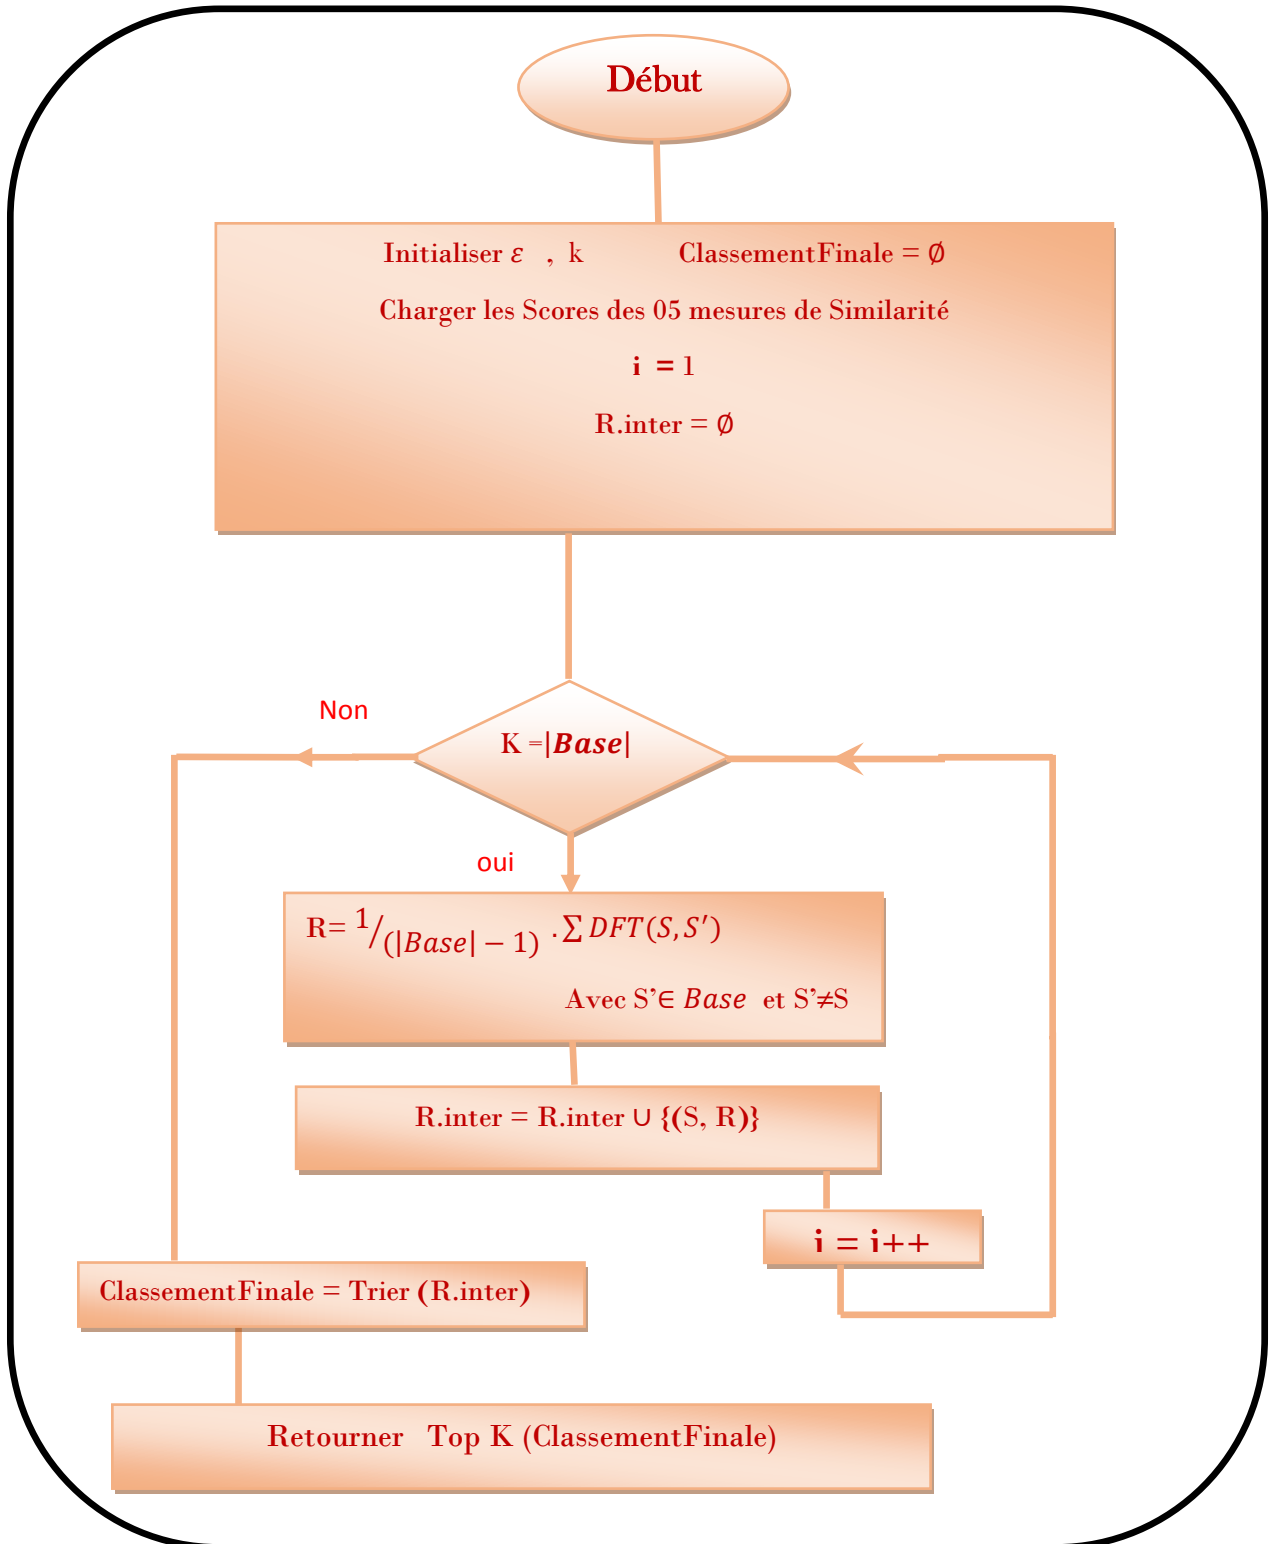 Début
Initialiser ε , k ClassementFinale = ∅
Charger les Scores des 05 mesures de Similarité
i = 1
R.inter = ∅
Non
K =|Base|
oui
R= 1/(|Base| − 1) . ∑ DFT(S, S′)
Avec S'∈ Base et S'≠S
R.inter = R.inter ∪ {(S, R)}
i = i++
ClassementFinale = Trier (R.inter)
Retourner Top K (ClassementFinale)